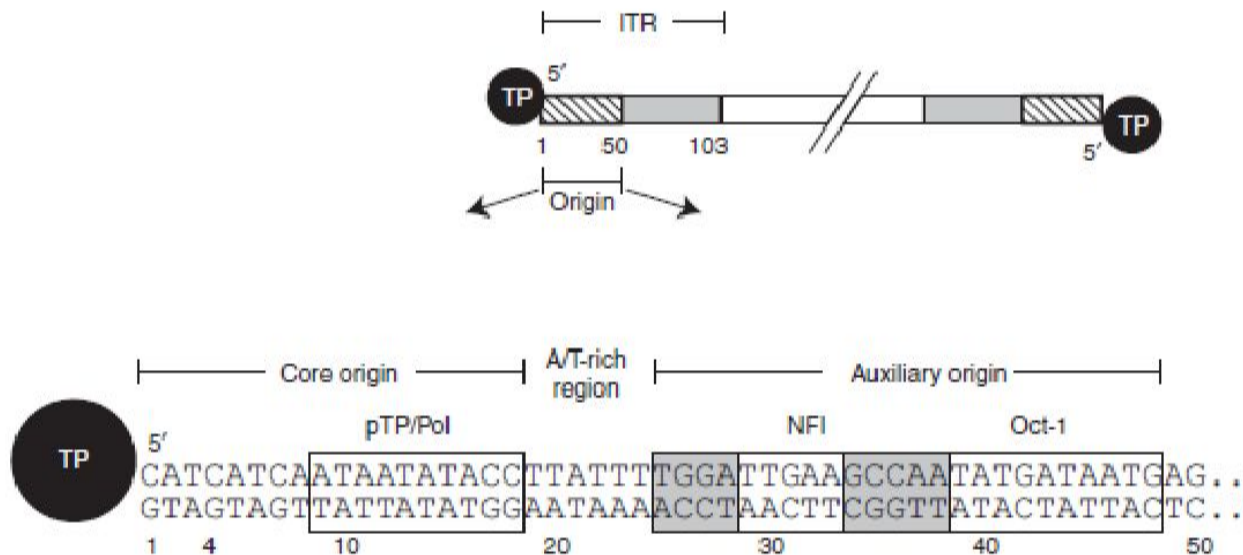 ITR
5′
TP
TP
1 50 103 5′
Origin
Core origin A/T-rich region Auxiliary origin
pTP/Pol NFI Oct-1
TP
5′
CATCATCAATAATATACCTTATTTTGGATTGAAGCCAATATGATAATGAG..
GTAGTAGTTATTATATGGAATAAAACCTAACTTCGGTTATACTATTACTC..
1 4 10 20 30 40 50